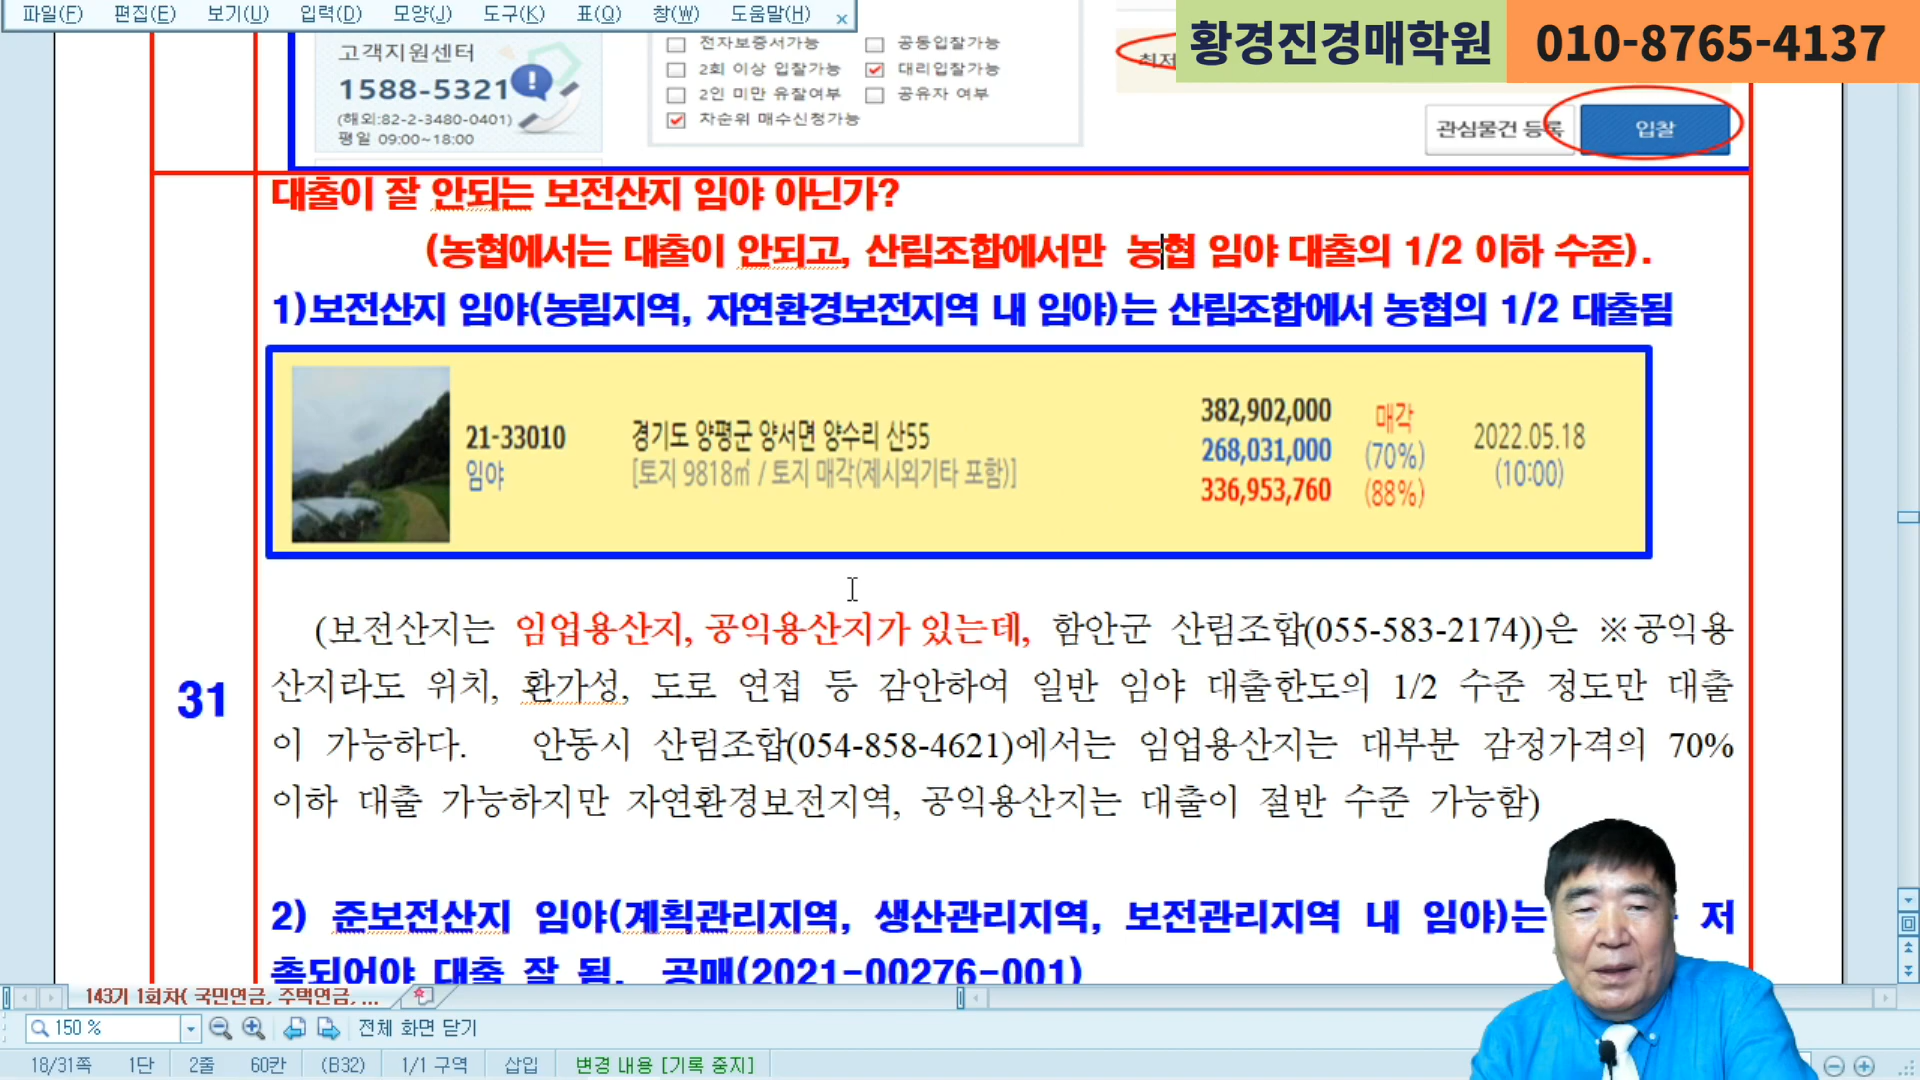 파일(F) 편집(E) 보기(U) 입력(D) 모양(J) 도구(K) 표(Q) 창(W) 도움말(H) x
황경진경매학원 010-8765-4137
고객지원센터
1588-5321
(해외:82-2-3480-0401)
평일 09:00~18:00
전자보증서가능 공동입찰가능
2회 이상 입찰가능 대리입찰가능
2인 미만 유찰여부 공유자 여부
차순위 매수신청가능
최저
관심물건 등록 입찰
대출이 잘 안되는 보전산지 임야 아닌가?
(농협에서는 대출이 안되고, 산림조합에서만 농협 임야 대출의 1/2 이하 수준).
1)보전산지 임야(농림지역, 자연환경보전지역 내 임야)는 산림조합에서 농협의 1/2 대출됨
21-33010
임야
경기도 양평군 양서면 양수리 산55
[토지 9818㎡ / 토지 매각(제시외기타 포함)]
382,902,000 매각
268,031,000 (70%)
336,953,760 (88%)
2022.05.18
(10:00)
31
(보전산지는 임업용산지, 공익용산지가 있는데, 함안군 산림조합(055-583-2174))은 ※공익용
산지라도 위치, 환가성, 도로 연접 등 감안하여 일반 임야 대출한도의 1/2 수준 정도만 대출
이 가능하다. 안동시 산림조합(054-858-4621)에서는 임업용산지는 대부분 감정가격의 70%
이하 대출 가능하지만 자연환경보전지역, 공익용산지는 대출이 절반 수준 가능함)
2) 준보전산지 임야(계획관리지역, 생산관리지역, 보전관리지역 내 임야)는 저
촉되어야 대출 잘 됨. 공매(2021-00276-001)
143기 1회차( 국민연금, 주택연금, ...
150 % 전체 화면 닫기
18/31쪽 1단 2줄 60칸 (B32) 1/1 구역 삽입 변경 내용 [기록 중지]